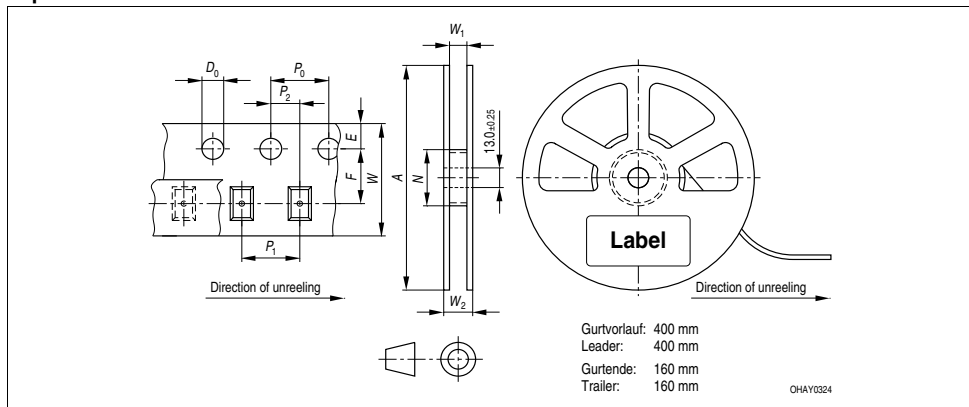 W1
D0
P0
P2
E
F
W
A
N
13.0±0.25
Label
P1
Direction of unreeling
W2
Direction of unreeling
Gurtvorlauf: 400 mm
Leader: 400 mm
Gurtende: 160 mm
Trailer: 160 mm
OHAY0324